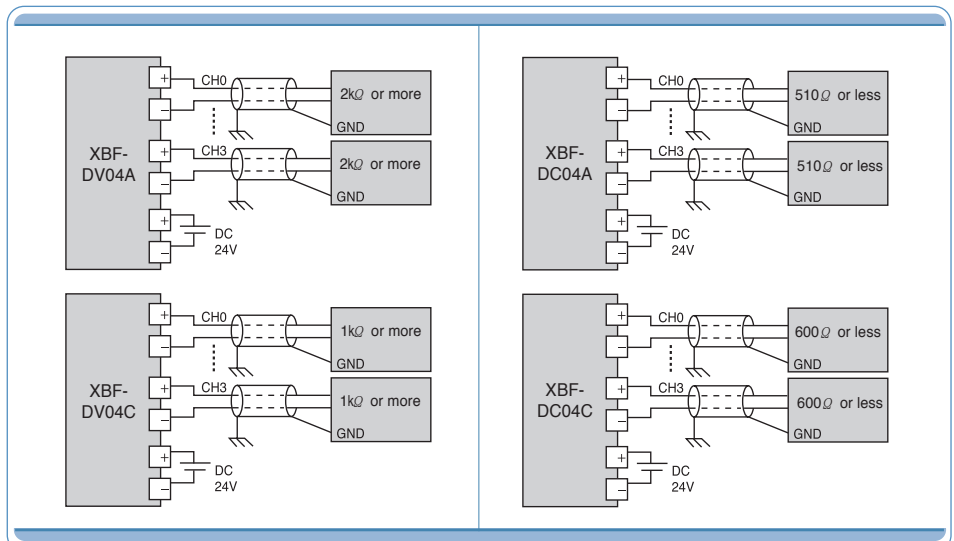 XBF-
DV04A
+
CH0
−
2kΩ or more
GND
+
CH3
−
2kΩ or more
GND
+
DC
24V
−
XBF-
DC04A
+
CH0
−
510Ω or less
GND
+
CH3
−
510Ω or less
GND
+
DC
24V
−
XBF-
DV04C
+
CH0
−
1kΩ or more
GND
+
CH3
−
1kΩ or more
GND
+
DC
24V
−
XBF-
DC04C
+
CH0
−
600Ω or less
GND
+
CH3
−
600Ω or less
GND
+
DC
24V
−